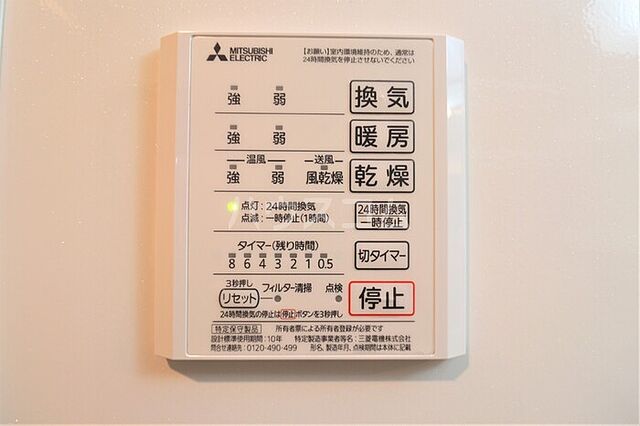 MITSUBISHI
ELECTRIC
【お願い】室内環境維持のため、通常は
24時間換気を停止させないでください
強 弱 換気
強 弱 暖房
温風 送風
強 弱 風乾燥 乾燥
点灯:24時間換気
点滅:一時停止(1時間)
24時間換気
一時停止
タイマー(残り時間)
8 6 4 3 2 1 0.5
切タイマー
3秒押し
リセット フィルター清掃 点検
停止
24時間換気の停止は停止ボタンを3秒押し
特定保守製品 所有者票による所有者登録が必要です
設計標準使用期間:10年 特定製造事業者等名:三菱電機株式会社
問合せ連絡先:0120-490-499 形名、製造年月、点検期間は本体に記載